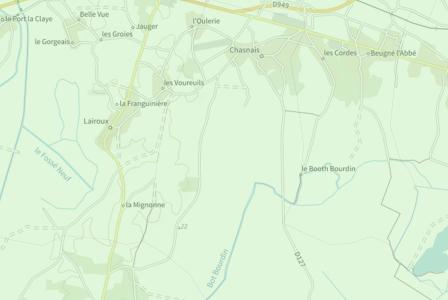 D949
Belle Vue
le Port la Claye
Jauger
l'Oulerie
les Groies
le Gorgeais
Chasnais
les Cordes
Beugné l'Abbé
les Voureuils
la Franguinière
Lairoux
le Fossé Neuf
le Booth Bourdin
la Mignonne
22
Bot Bourdin
D127